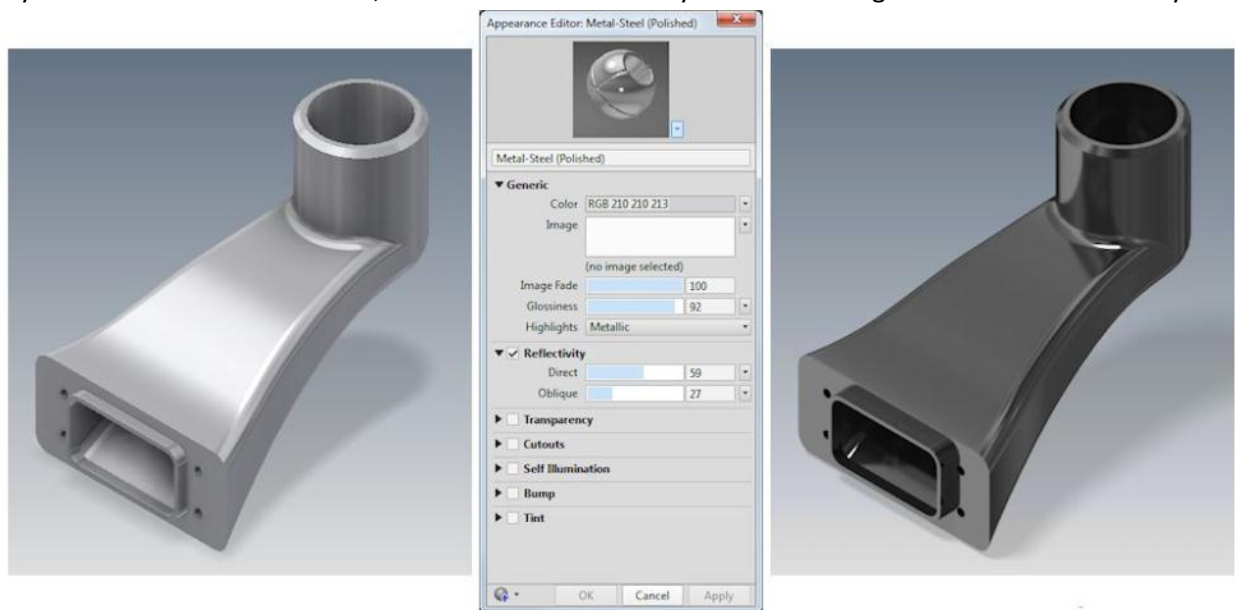 Appearance Editor: Metal-Steel (Polished)
Metal-Steel (Polished)
Generic
Color RGB 210 210 213
Image
(no image selected)
Image Fade 100
Glossiness 92
Highlights Metallic
Reflectivity
Direct 59
Oblique 27
Transparency
Cutouts
Self Illumination
Bump
Tint
OK Cancel Apply